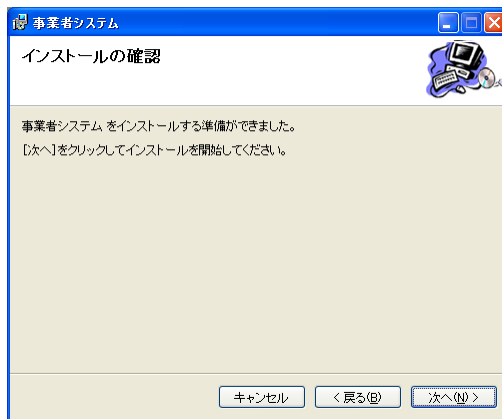 事業者システム
インストールの確認
事業者システム をインストールする準備ができました。
[次へ]をクリックしてインストールを開始してください。
キャンセル
< 戻る(B)
次へ(N) >